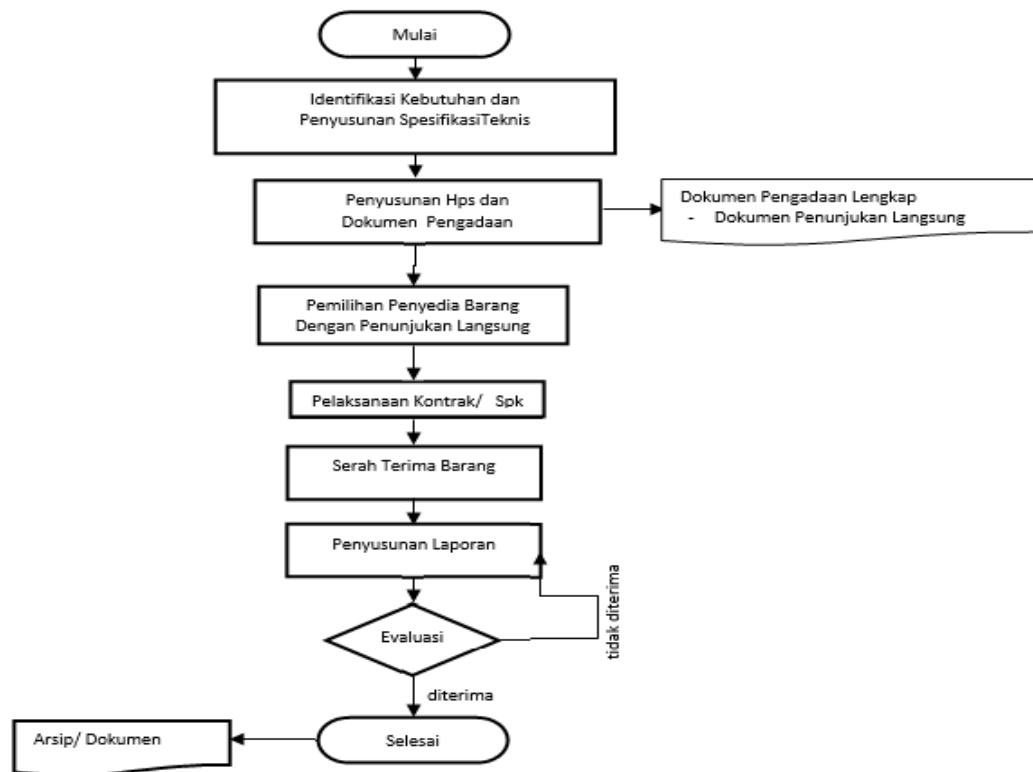 Mulai
Identifikasi Kebutuhan dan
Penyusunan SpesifikasiTeknis
Penyusunan Hps dan
Dokumen Pengadaan
Dokumen Pengadaan Lengkap
- Dokumen Penunjukan Langsung
Pemilihan Penyedia Barang
Dengan Penunjukan Langsung
Pelaksanaan Kontrak/ Spk
Serah Terima Barang
Penyusunan Laporan
tidak diterima
Evaluasi
diterima
Arsip/ Dokumen
Selesai